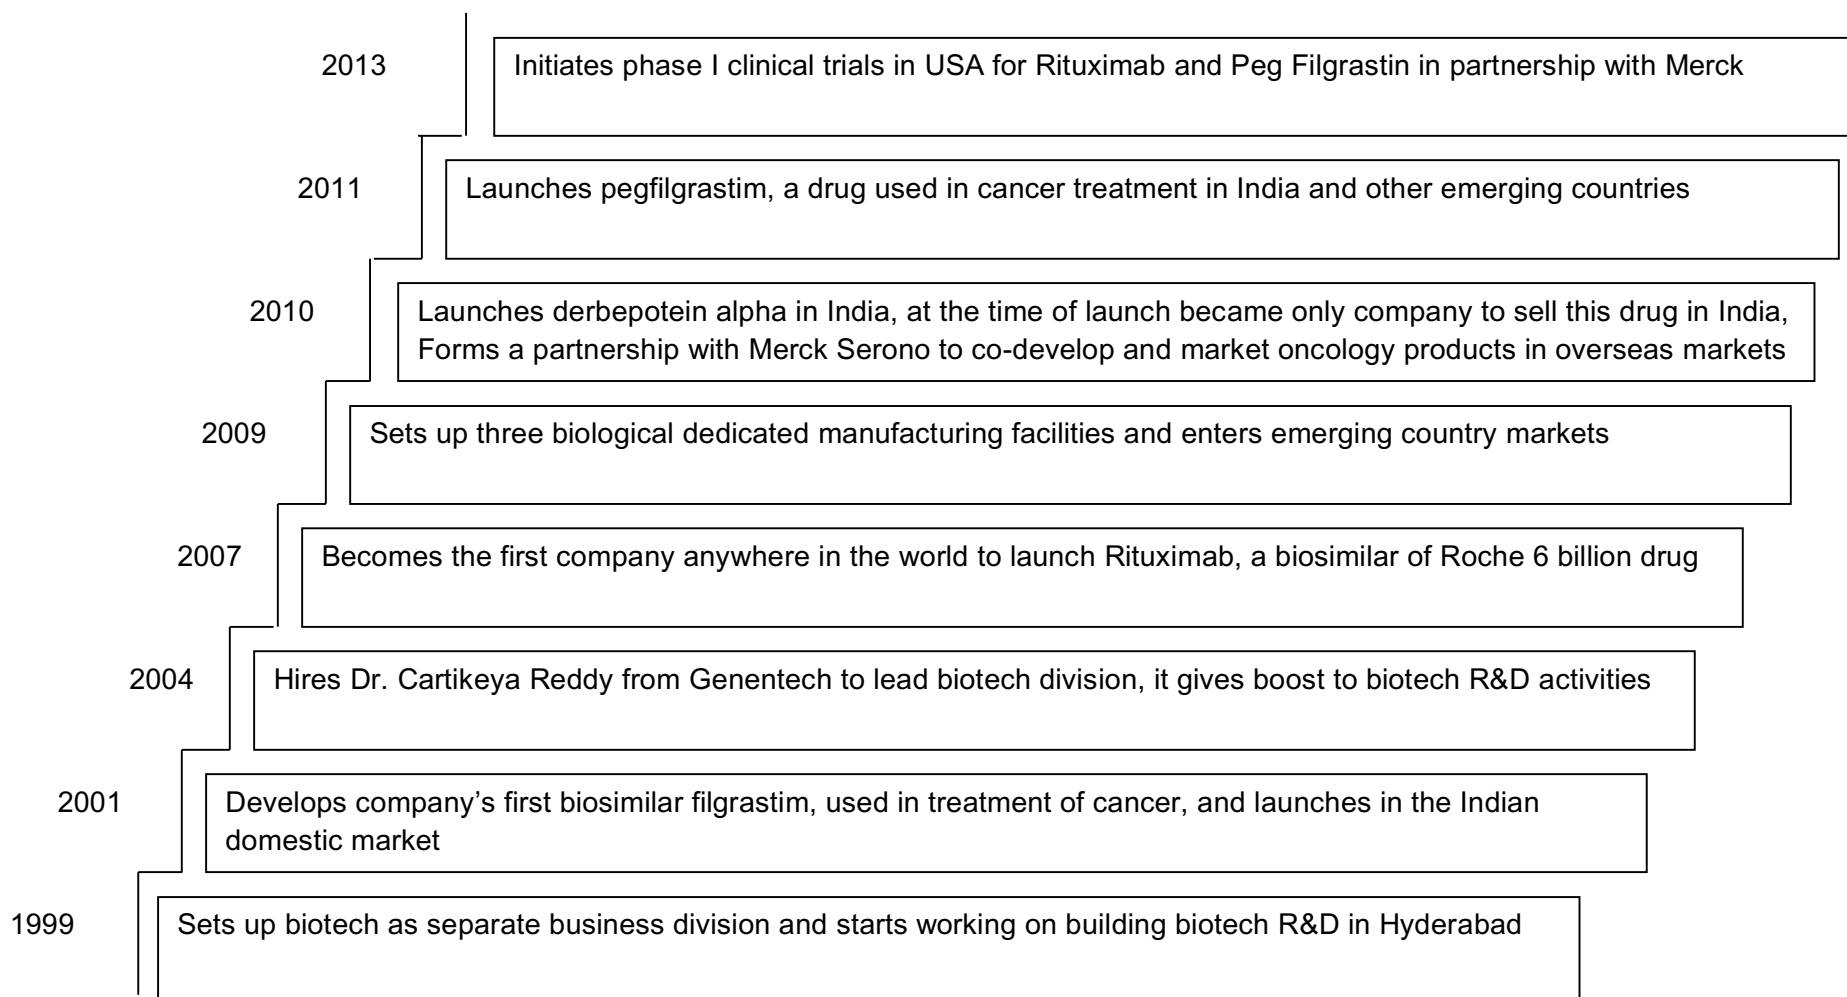 2013
Initiates phase I clinical trials in USA for Rituximab and Peg Filgrastin in partnership with Merck
2011
Launches pegfilgrastim, a drug used in cancer treatment in India and other emerging countries
2010
Launches derbepotein alpha in India, at the time of launch became only company to sell this drug in India,
Forms a partnership with Merck Serono to co-develop and market oncology products in overseas markets
2009
Sets up three biological dedicated manufacturing facilities and enters emerging country markets
2007
Becomes the first company anywhere in the world to launch Rituximab, a biosimilar of Roche 6 billion drug
2004
Hires Dr. Cartikeya Reddy from Genentech to lead biotech division, it gives boost to biotech R&D activities
2001
Develops company’s first biosimilar filgrastim, used in treatment of cancer, and launches in the Indian
domestic market
1999
Sets up biotech as separate business division and starts working on building biotech R&D in Hyderabad